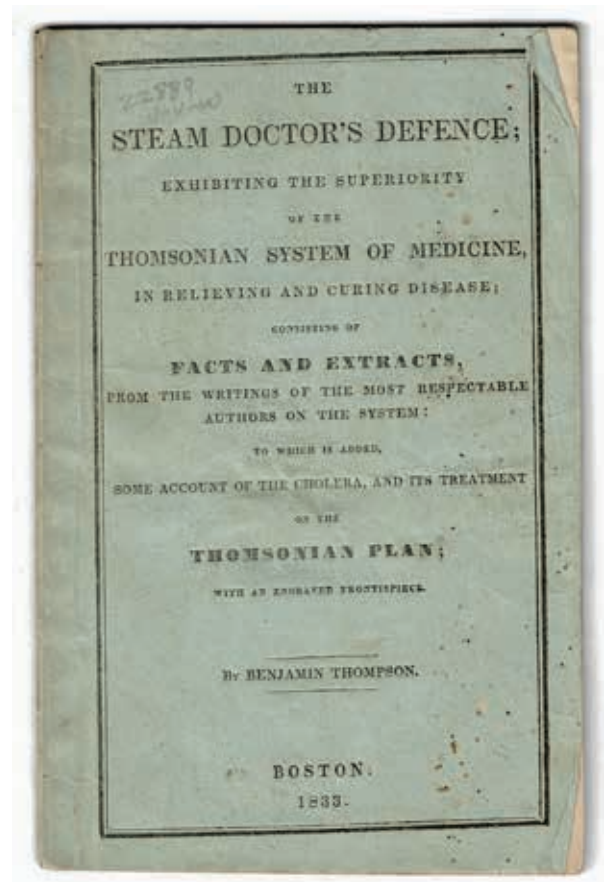 22889
THE
STEAM DOCTOR'S DEFENCE;
EXHIBITING THE SUPERIORITY
OF THE
THOMSONIAN SYSTEM OF MEDICINE,
IN RELIEVING AND CURING DISEASE;
CONSISTING OF
FACTS AND EXTRACTS,
FROM THE WRITINGS OF THE MOST RESPECTABLE
AUTHORS ON THE SYSTEM:
TO WHICH IS ADDED,
SOME ACCOUNT OF THE CHOLERA, AND ITS TREATMENT
ON THE
THOMSONIAN PLAN;
WITH AN ENGRAVED FRONTISPIECE.
BY BENJAMIN THOMPSON.
BOSTON.
1833.